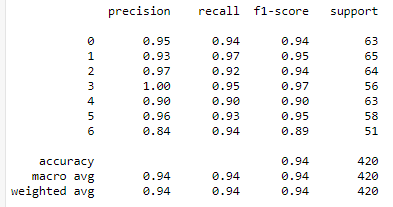 precision recall f1-score support
0 0.95 0.94 0.94 63
1 0.93 0.97 0.95 65
2 0.97 0.92 0.94 64
3 1.00 0.95 0.97 56
4 0.90 0.90 0.90 63
5 0.96 0.93 0.95 58
6 0.84 0.94 0.89 51
accuracy 0.94 420
macro avg 0.94 0.94 0.94 420
weighted avg 0.94 0.94 0.94 420